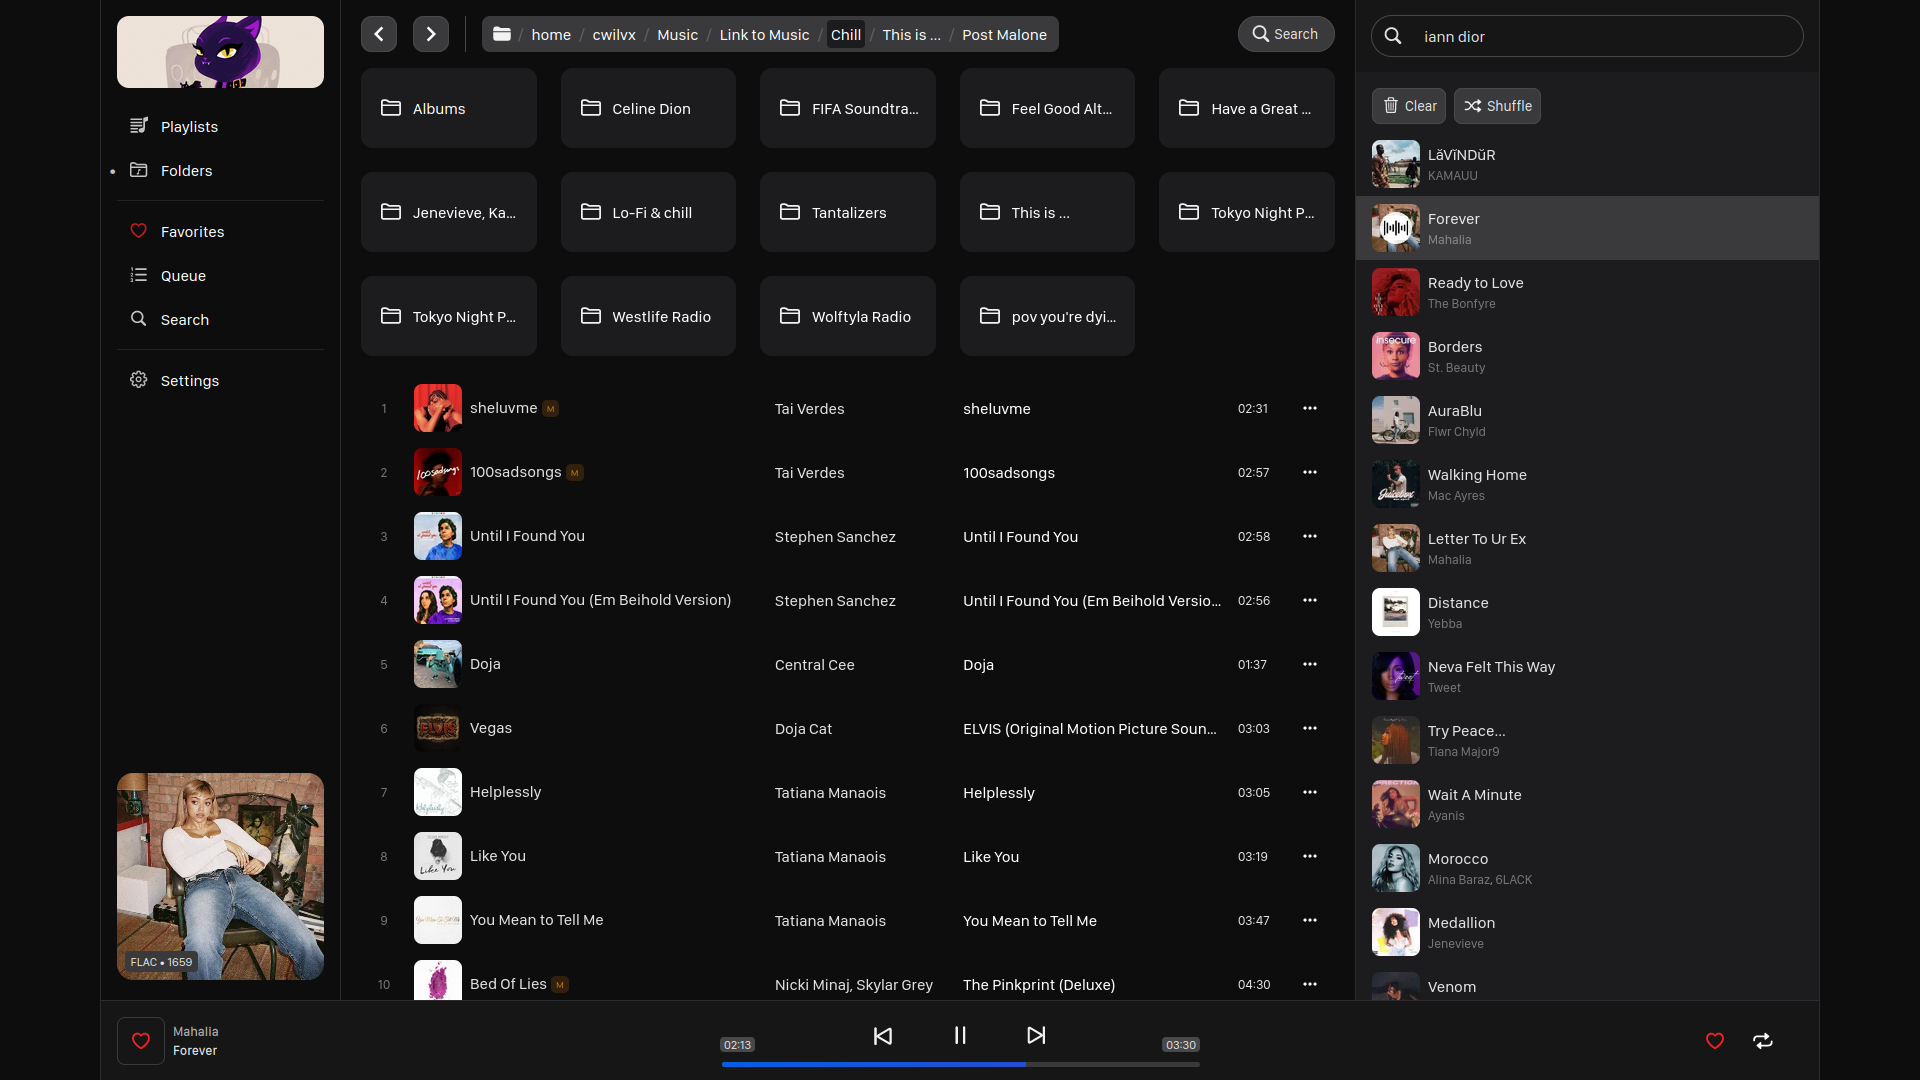 Playlists
Folders
Favorites
Queue
Search
Settings
FLAC • 1659
home / cwilvx / Music / Link to Music / Chill / This is ... / Post Malone
Search
Albums
Celine Dion
FIFA Soundtra...
Feel Good Alt...
Have a Great ...
Jenevieve, Ka...
Lo-Fi & chill
Tantalizers
This is ...
Tokyo Night P...
Tokyo Night P...
Westlife Radio
Wolftyla Radio
pov you're dyi...
1 sheluvme M Tai Verdes sheluvme 02:31
2 100sadsongs M Tai Verdes 100sadsongs 02:57
3 Until I Found You Stephen Sanchez Until I Found You 02:58
4 Until I Found You (Em Beihold Version) Stephen Sanchez Until I Found You (Em Beihold Versio... 02:56
5 Doja Central Cee Doja 01:37
6 Vegas Doja Cat ELVIS (Original Motion Picture Soun... 03:03
7 Helplessly Tatiana Manaois Helplessly 03:05
8 Like You Tatiana Manaois Like You 03:19
9 You Mean to Tell Me Tatiana Manaois You Mean to Tell Me 03:47
10 Bed Of Lies M Nicki Minaj, Skylar Grey The Pinkprint (Deluxe) 04:30
iann dior
Clear
Shuffle
LäVïNDŭR
KAMAUU
Forever
Mahalia
Ready to Love
The Bonfyre
insecure
Borders
St. Beauty
AuraBlu
Flwr Chyld
Walking Home
Mac Ayres
Letter To Ur Ex
Mahalia
Distance
Yebba
Neva Felt This Way
Tweet
Try Peace...
Tiana Major9
Wait A Minute
Ayanis
Morocco
Alina Baraz, 6LACK
Medallion
Jenevieve
Venom
Mahalia
Forever
02:13
03:30